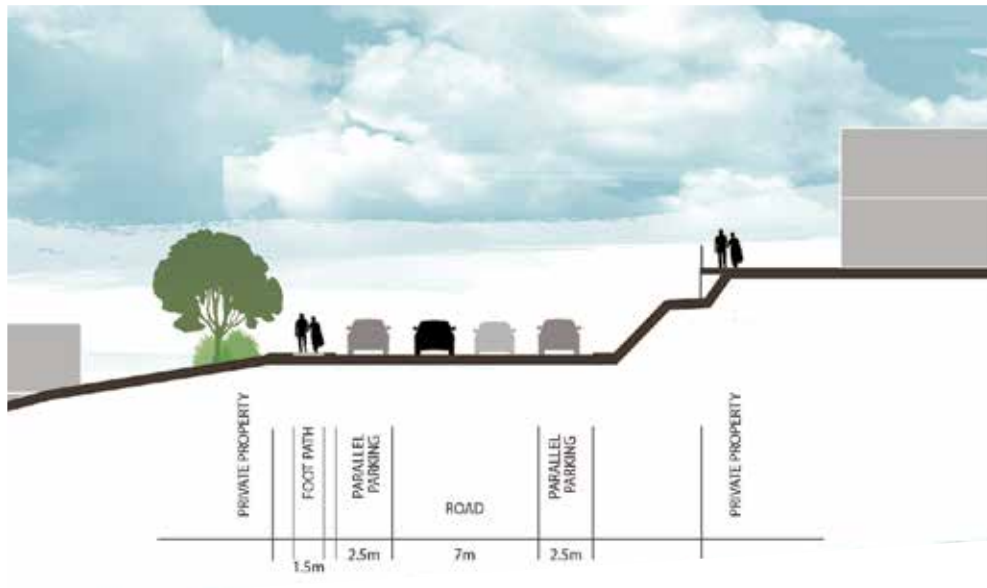 PRIVATE PROPERTY
FOOT PATH
PARALLEL
PARKING
ROAD
PARALLEL
PARKING
PRIVATE PROPERTY
1.5m
2.5m
7m
2.5m